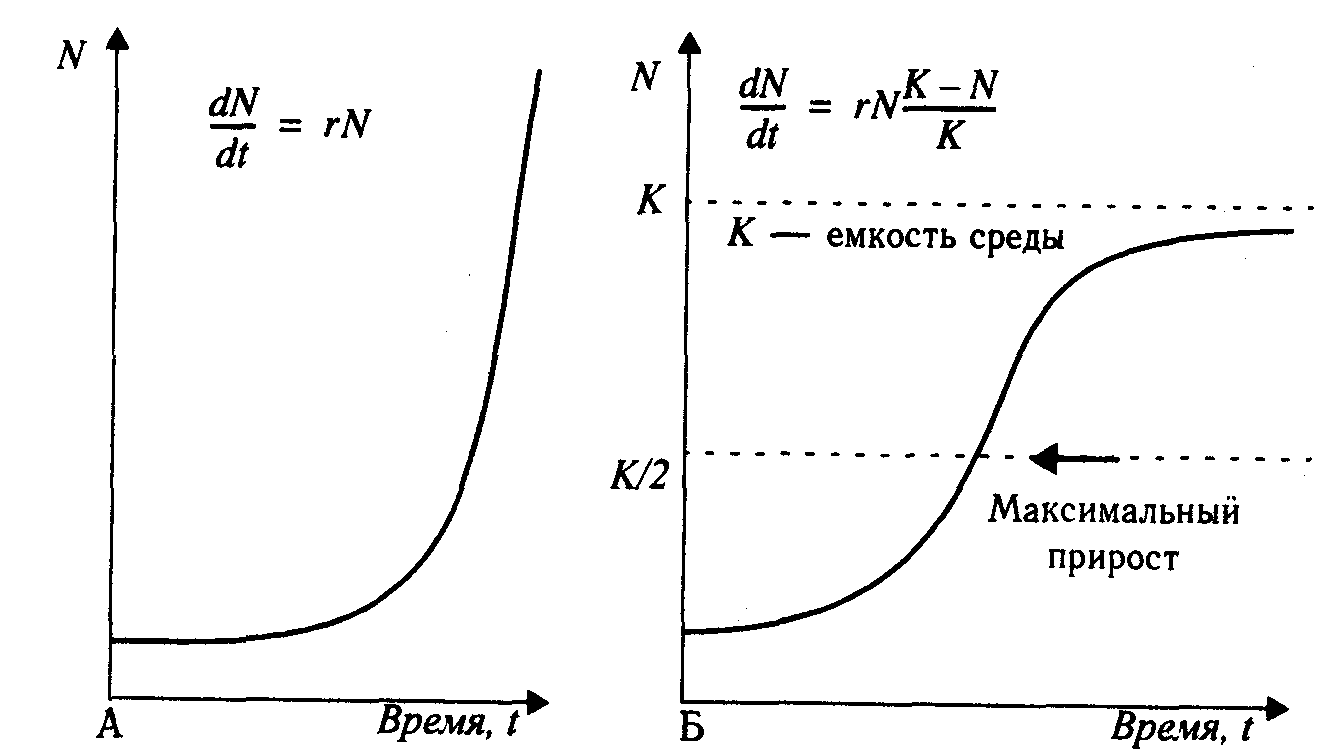 N
dN/dt = rN
А
Время, t
N
dN/dt = rN (K – N)/K
K
K — емкость среды
K/2
Максимальный
прирост
Б
Время, t